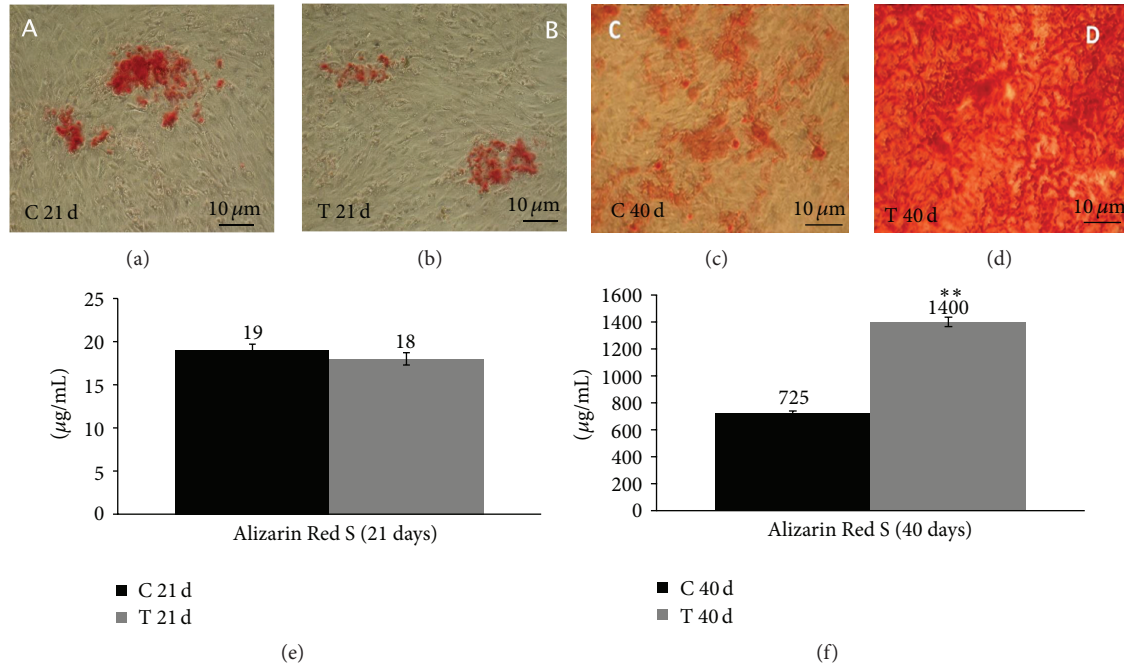 A
C 21 d
10 μm
B
T 21 d
10 μm
C
C 40 d
10 μm
D
T 40 d
10 μm
(a)
(b)
(c)
(d)
25
20
15
10
5
0
(μg/mL)
19
18
Alizarin Red S (21 days)
C 21 d
T 21 d
(e)
1600
1400
1200
1000
800
600
400
200
0
(μg/mL)
725
**
1400
Alizarin Red S (40 days)
C 40 d
T 40 d
(f)